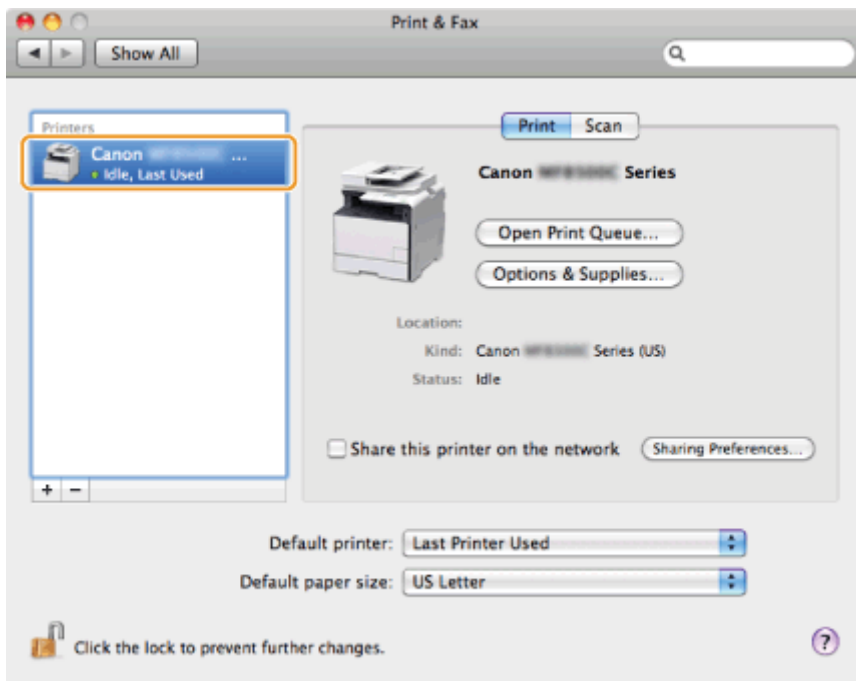 Print & Fax
Show All
Printers
Canon ...
Idle, Last Used
+ −
Print Scan
Canon Series
Open Print Queue...
Options & Supplies...
Location:
Kind: Canon Series (US)
Status: Idle
Share this printer on the network Sharing Preferences...
Default printer: Last Printer Used
Default paper size: US Letter
Click the lock to prevent further changes.
?